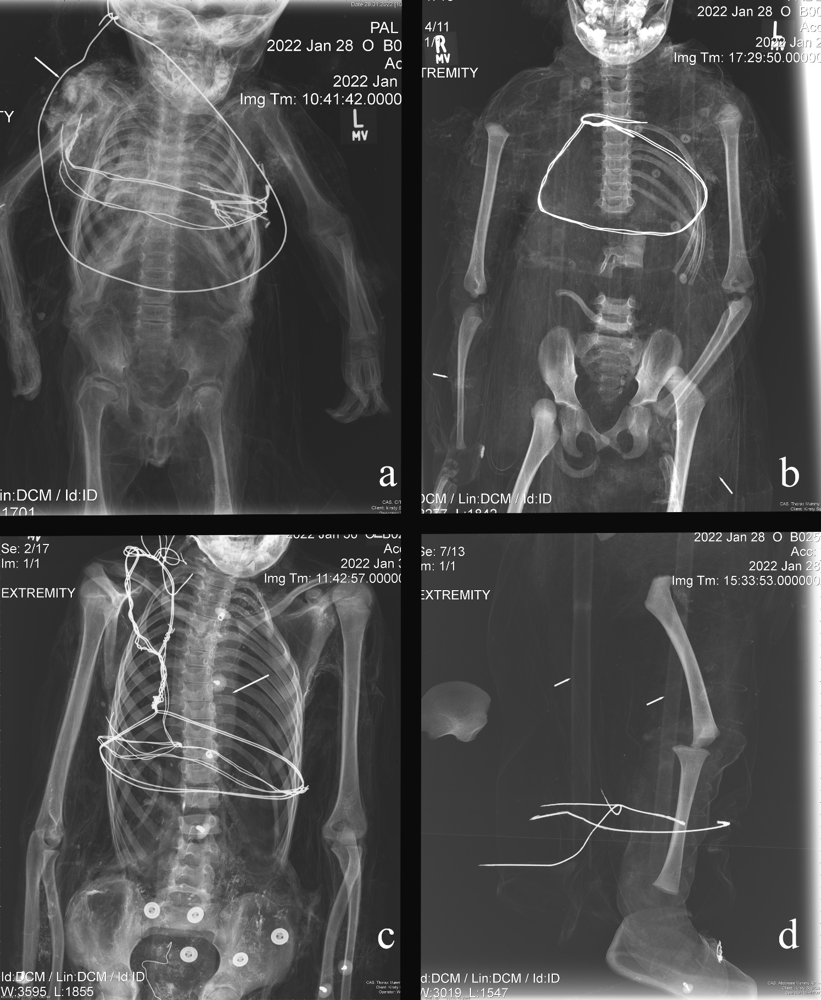 Date 28.01.2022 [10
PAL
2022 Jan 28 O B0
Ac
2022 Jan
Img Tm: 10:41:42.0000
TY
L
MV
a
in:DCM / Id:ID
1701
CAS. C/T
Client: kirsty S
Operator:
2022 Jan 28 O B00
4/11
Acc
1/1
R
MV
L
MV
2022 Jan 2
Img Tm: 17:29:50.00000
TREMITY
b
DCM / Lin:DCM / Id:ID
CAS. Thorax Mummy
Client: Kirsty Sq
MV
2022 Jan 30 O B02
Se: 2/17
Acc
Im: 1/1
2022 Jan 3
Img Tm: 11:42:57.00000
EXTREMITY
c
Id:DCM / Lin:DCM / Id:ID
W:3595 L:1855
CAS. Thorax Mumm
Client: Kirsty
Operator: W
2022 Jan 28 O B025
Se: 7/13
Acc:
m: 1/1
2022 Jan 28
Img Tm: 15:33:53.000000
EXTREMITY
d
d:DCM / Lin:DCM / Id:ID
W:3019 L:1547
CAS. Abdomen Mummy AP